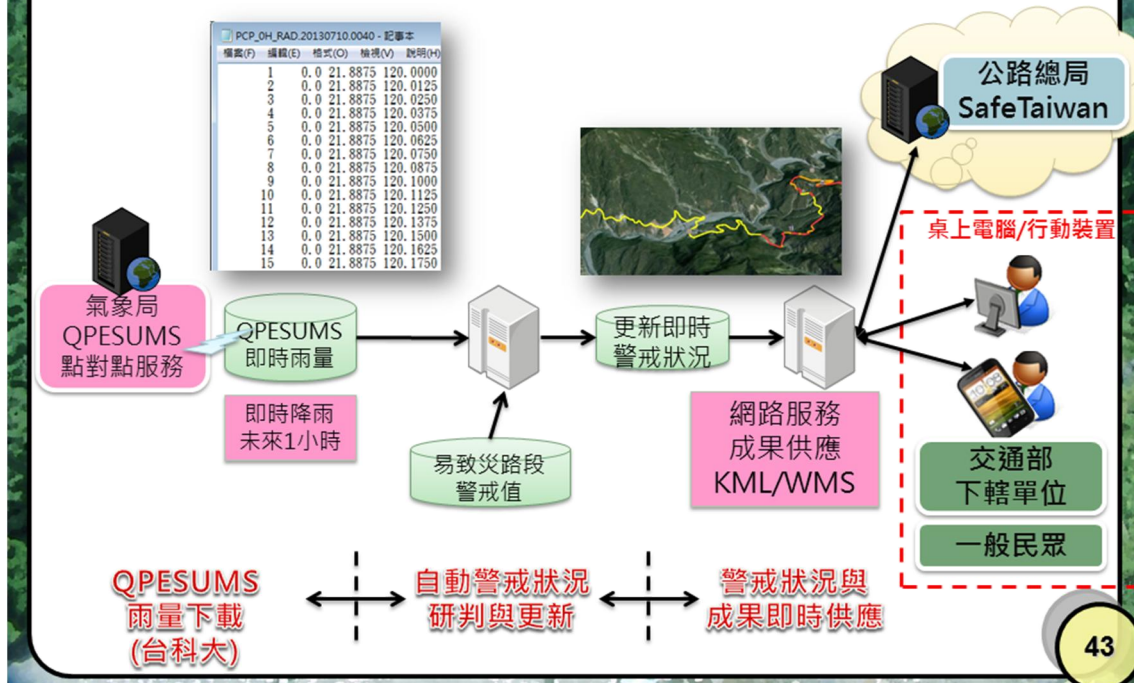 PCP_0H_RAD.20130710.0040 - 記事本
檔案(F) 編輯(E) 格式(O) 檢視(V) 說明(H)
1 0.0 21.8875 120.0000
2 0.0 21.8875 120.0125
3 0.0 21.8875 120.0250
4 0.0 21.8875 120.0375
5 0.0 21.8875 120.0500
6 0.0 21.8875 120.0625
7 0.0 21.8875 120.0750
8 0.0 21.8875 120.0875
9 0.0 21.8875 120.1000
10 0.0 21.8875 120.1125
11 0.0 21.8875 120.1250
12 0.0 21.8875 120.1375
13 0.0 21.8875 120.1500
14 0.0 21.8875 120.1625
15 0.0 21.8875 120.1750
公路總局
SafeTaiwan
桌上電腦/行動裝置
氣象局
QPESUMS
點對點服務
QPESUMS
即時雨量
即時降雨
未來1小時
易致災路段
警戒值
更新即時
警戒狀況
網路服務
成果供應
KML/WMS
10:08
交通部
下轄單位
一般民眾
QPESUMS
雨量下載
(台科大)
自動警戒狀況
研判與更新
警戒狀況與
成果即時供應
43